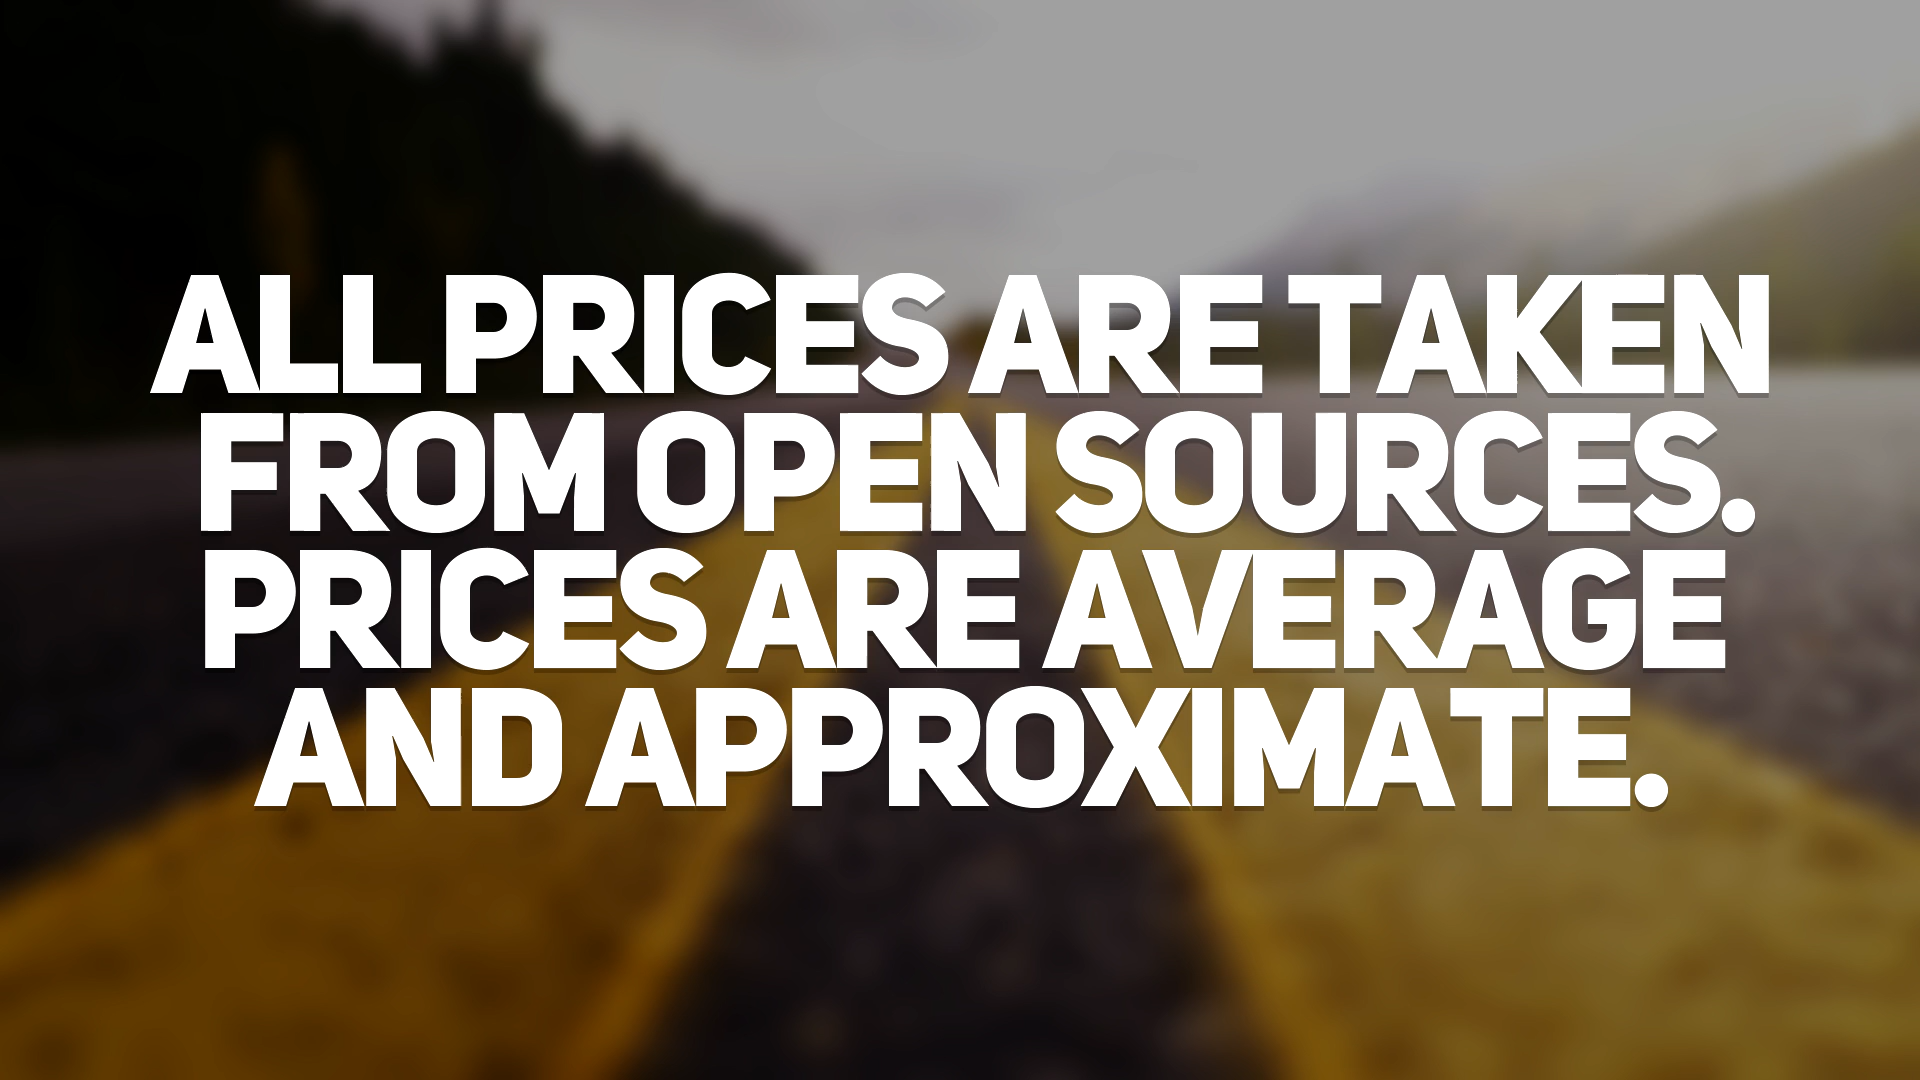 ALL PRICES ARE TAKEN
FROM OPEN SOURCES.
PRICES ARE AVERAGE
AND APPROXIMATE.